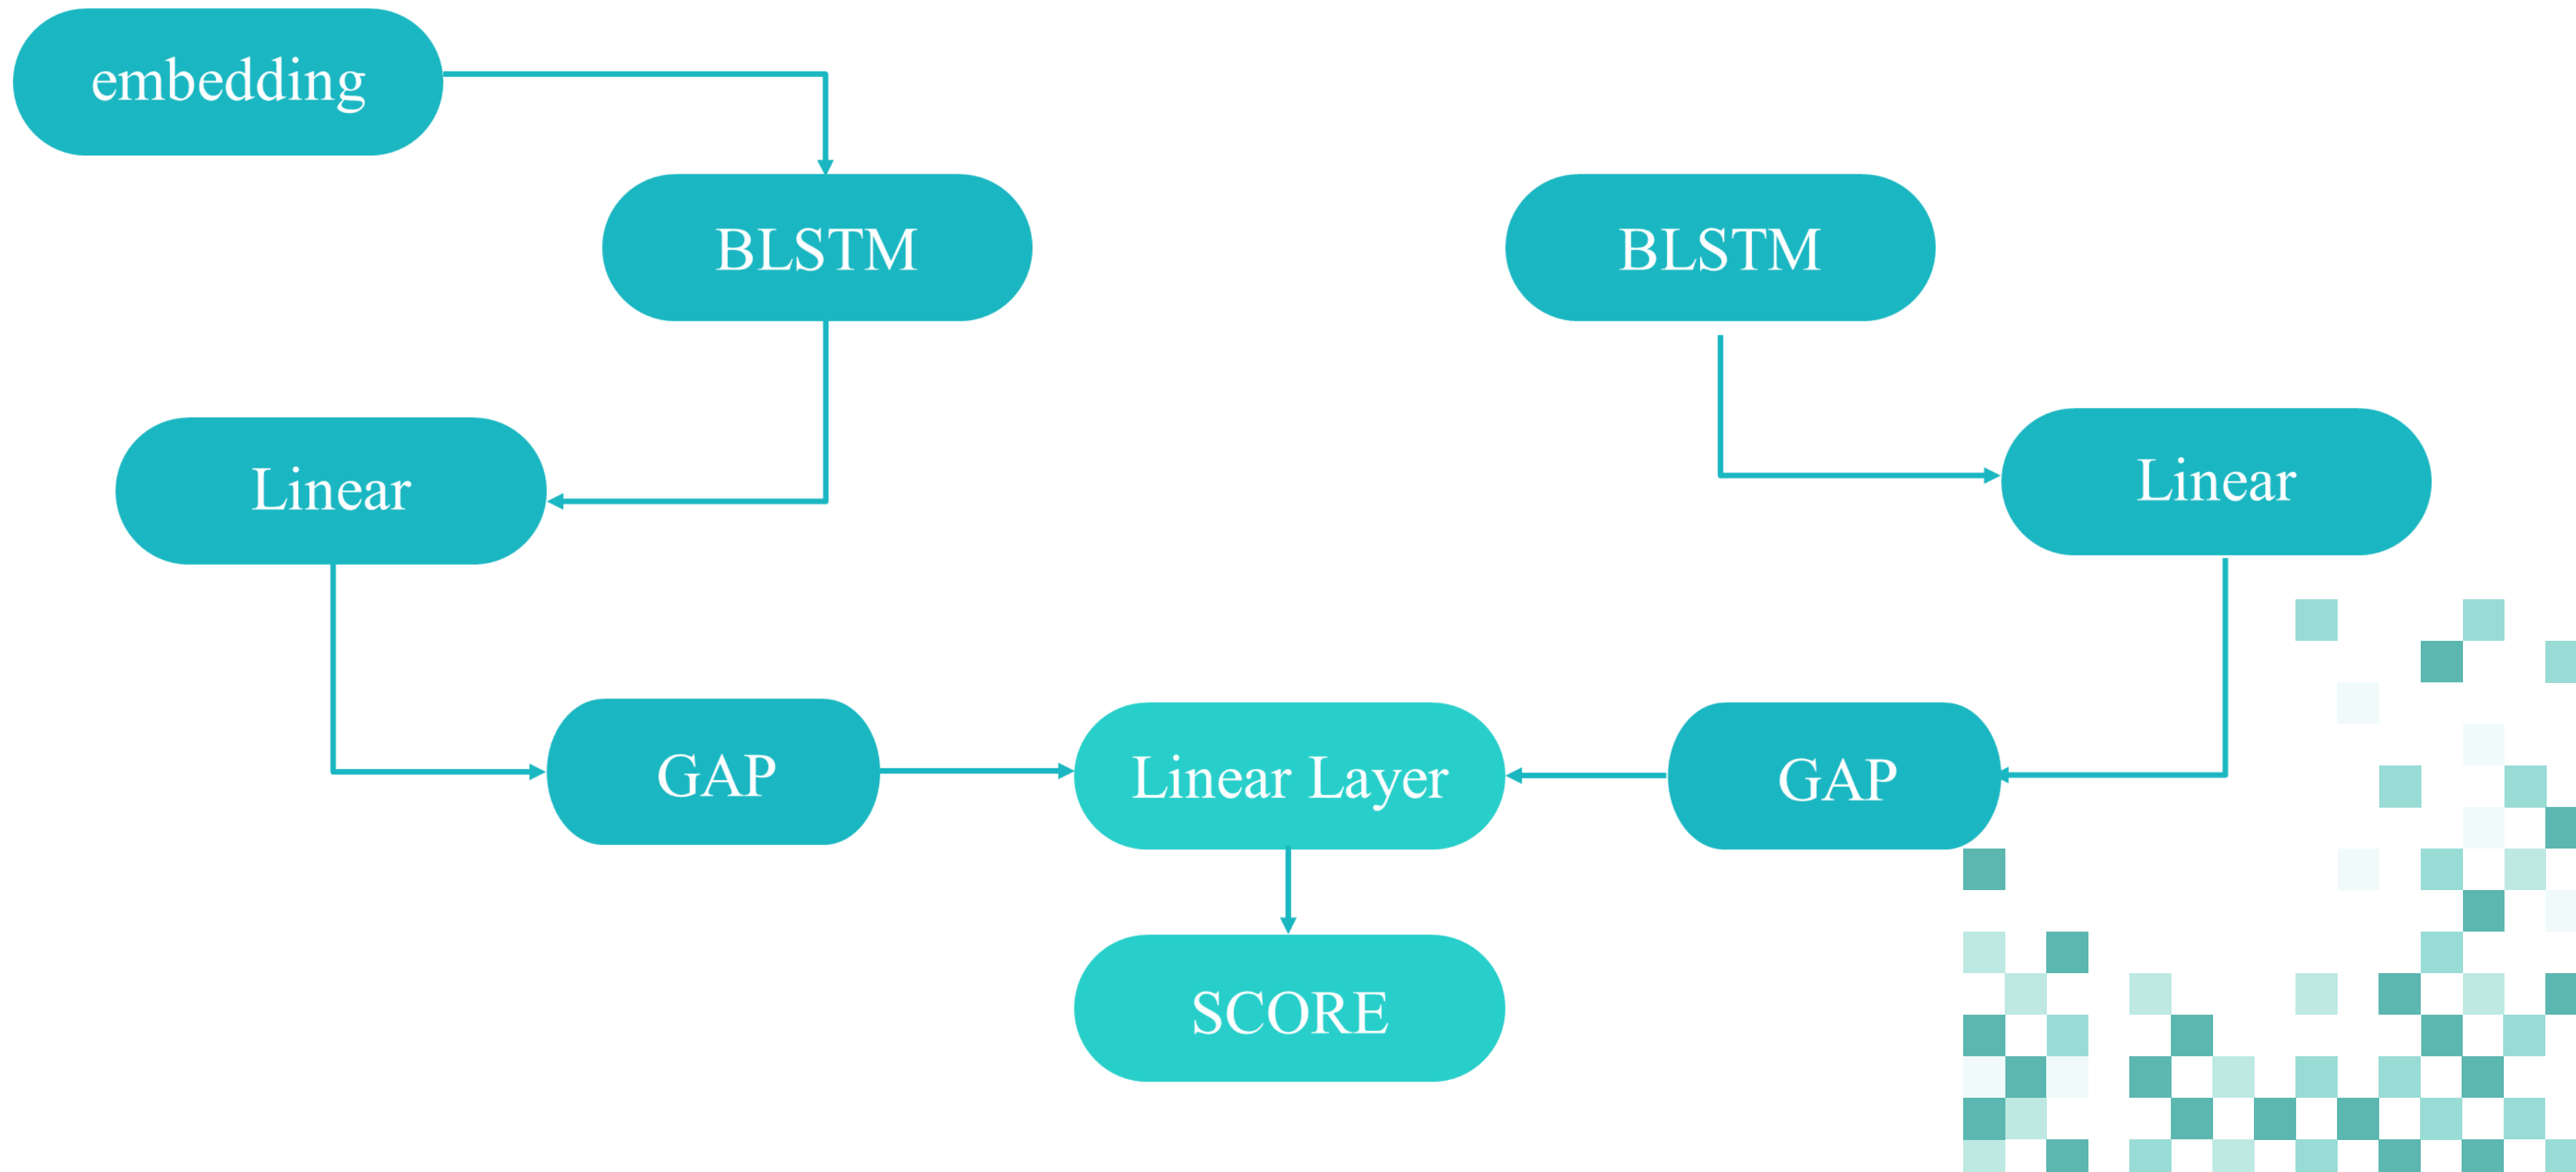 embedding
BLSTM
BLSTM
Linear
Linear
GAP
Linear Layer
GAP
SCORE